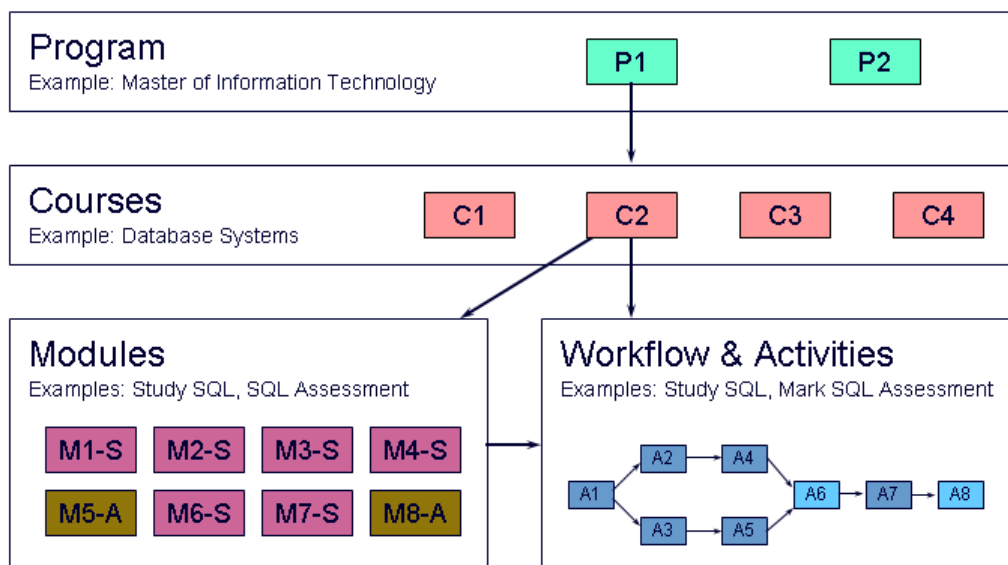 Program
Example: Master of Information Technology
P1 P2
Courses
Example: Database Systems
C1 C2 C3 C4
Modules
Examples: Study SQL, SQL Assessment
M1-S M2-S M3-S M4-S
M5-A M6-S M7-S M8-A
Workflow & Activities
Examples: Study SQL, Mark SQL Assessment
A2 A4
A1 A6 A7 A8
A3 A5